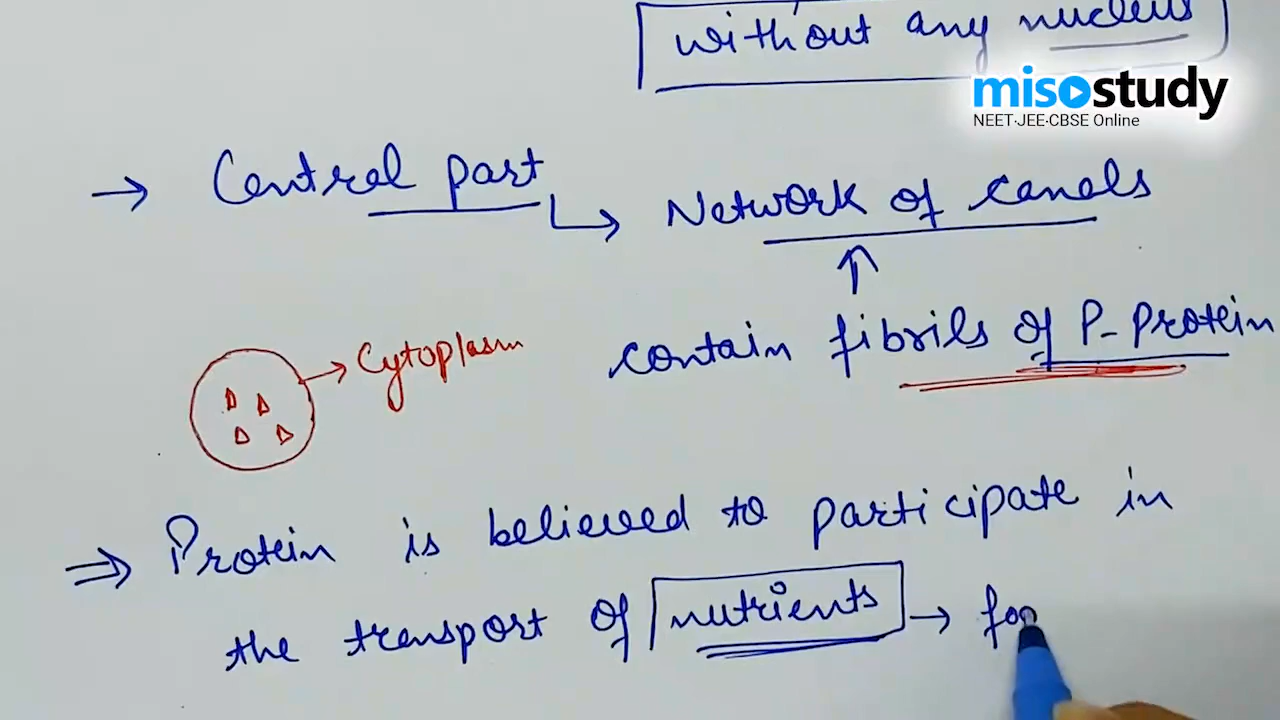 without any nucleus
misostudy
NEET·JEE·CBSE Online
→ Central part
→ Network of canals
contain fibrils of P-Protein
Cytoplasm
⇒ Protein is believed to participate in
the transport of nutrients → foo